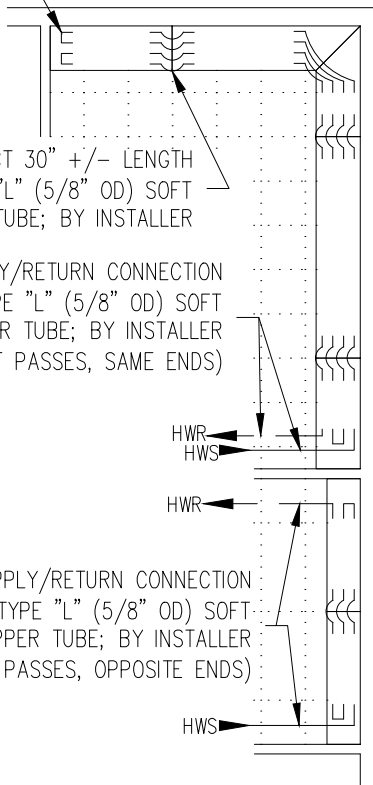 CT 30" +/- LENGTH
"L" (5/8" OD) SOFT
TUBE; BY INSTALLER
Y/RETURN CONNECTION
PE "L" (5/8" OD) SOFT
R TUBE; BY INSTALLER
T PASSES, SAME ENDS)
HWR
HWS
HWR
PPLY/RETURN CONNECTION
TYPE "L" (5/8" OD) SOFT
PPER TUBE; BY INSTALLER
PASSES, OPPOSITE ENDS)
HWS